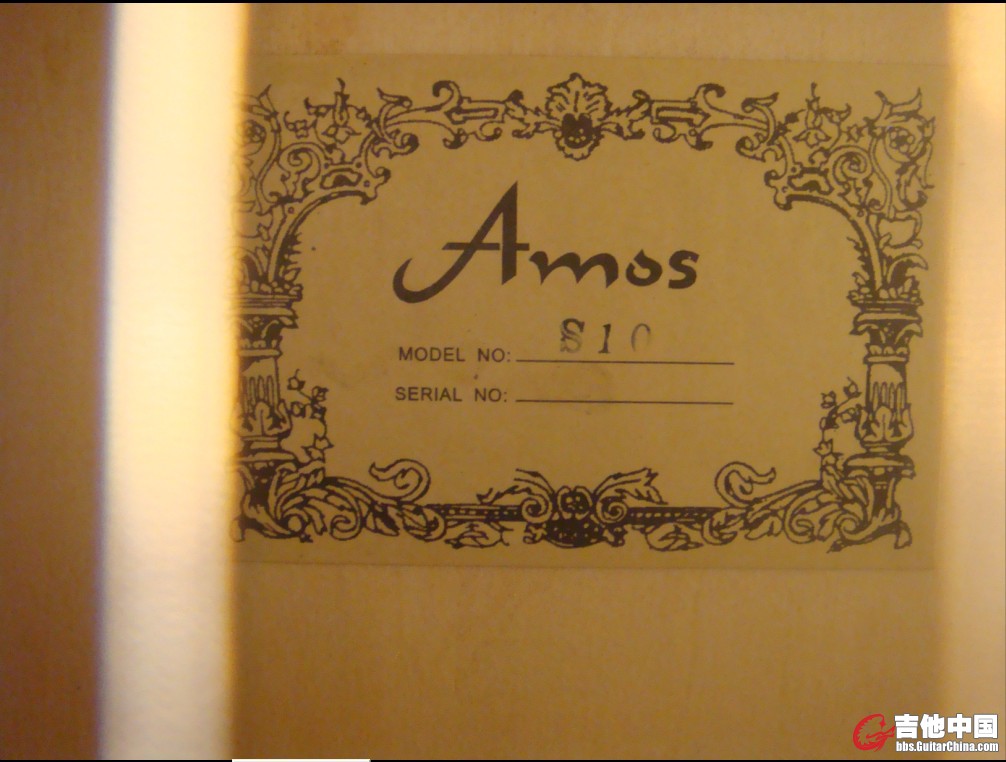 Amos
MODEL NO: S10
SERIAL NO:
吉他中国
bbs.GuitarChina.com